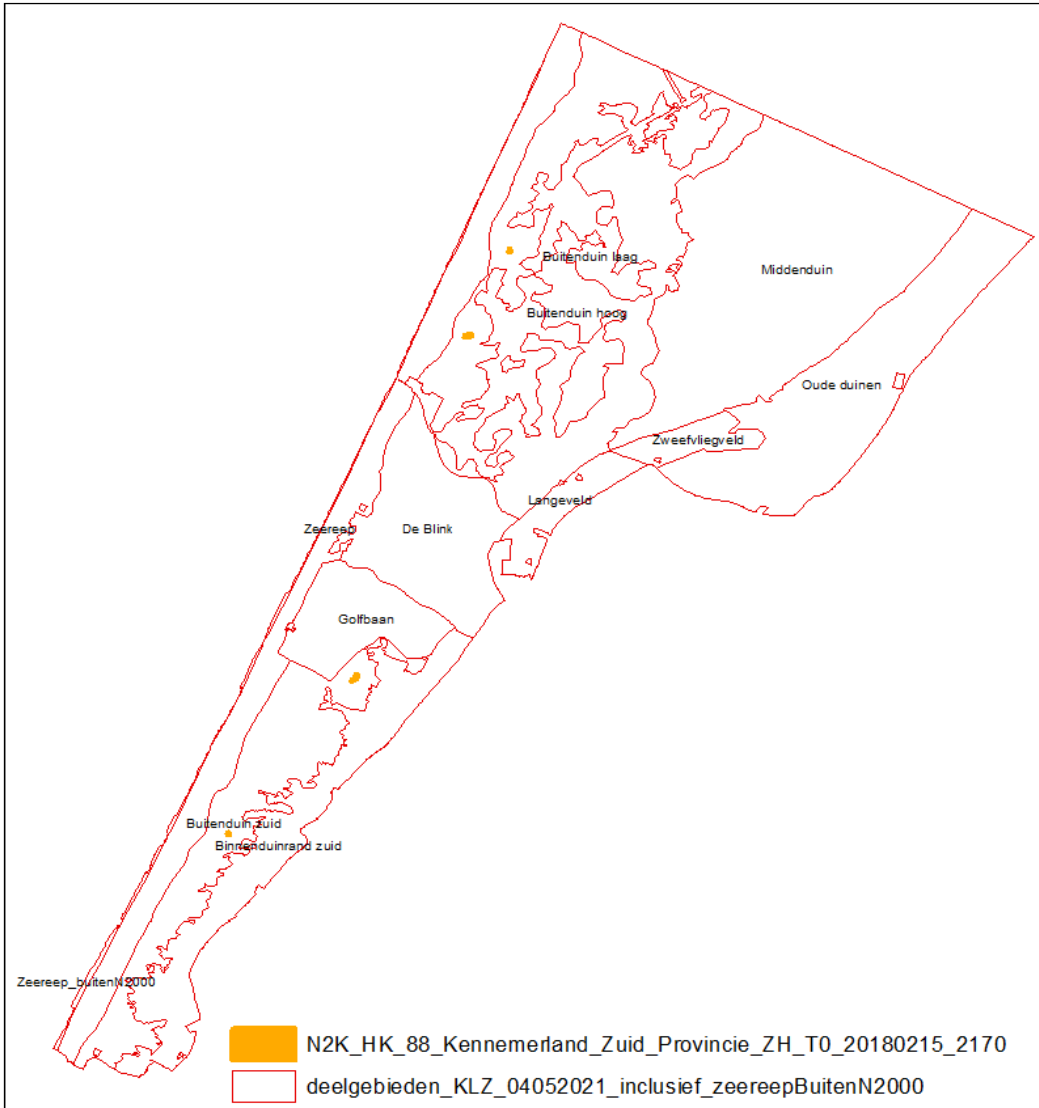 Buitenduin laag
Middenduin
Buitenduin hoog
Oude duinen
Zweefvliegveld
Langeveld
Zeereep
De Blink
Golfbaan
Buitenduin zuid
Binnenduinrand zuid
Zeereep_buitenN2000
N2K_HK_88_Kennemerland_Zuid_Provincie_ZH_T0_20180215_2170
deelgebieden_KLZ_04052021_inclusief_zeereepBuitenN2000